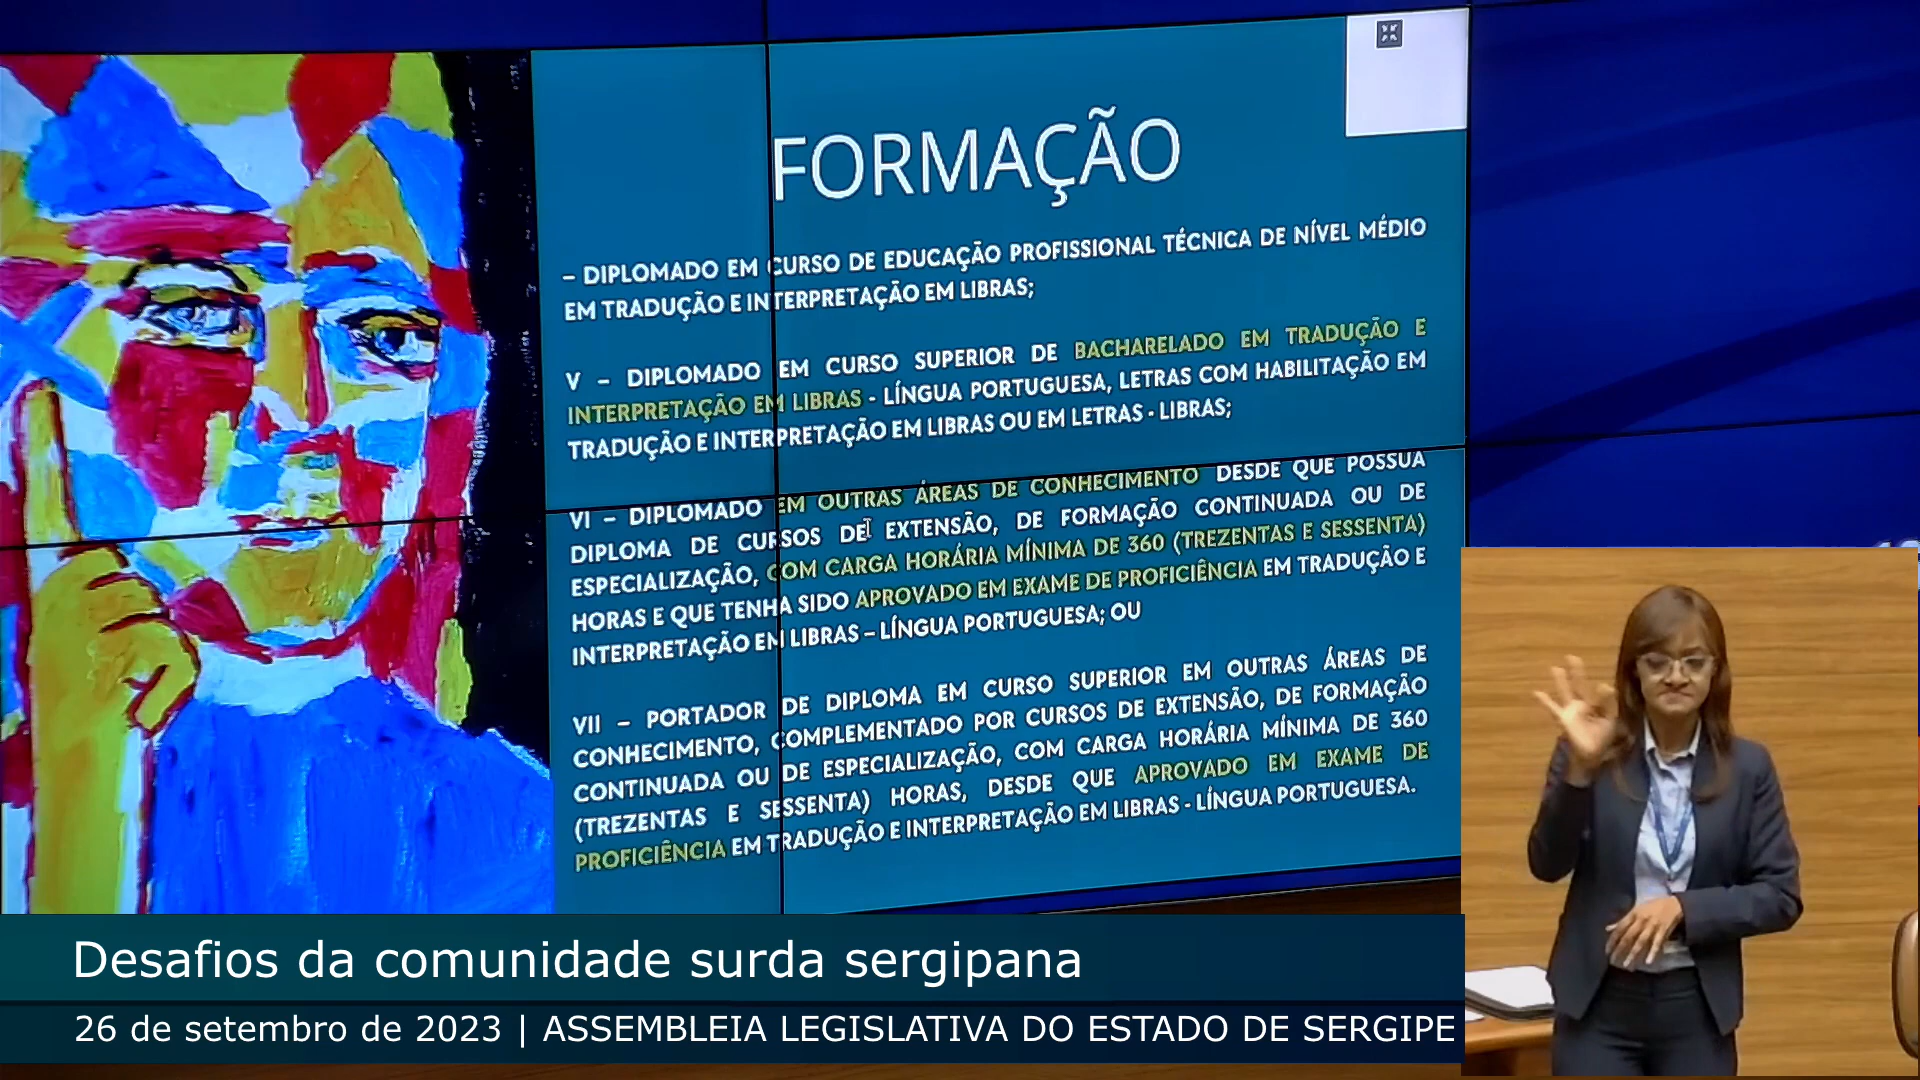 FORMAÇÃO
– DIPLOMADO EM CURSO DE EDUCAÇÃO PROFISSIONAL TÉCNICA DE NÍVEL MÉDIO
EM TRADUÇÃO E INTERPRETAÇÃO EM LIBRAS;
V – DIPLOMADO EM CURSO SUPERIOR DE BACHARELADO EM TRADUÇÃO E
INTERPRETAÇÃO EM LIBRAS - LÍNGUA PORTUGUESA, LETRAS COM HABILITAÇÃO EM
TRADUÇÃO E INTERPRETAÇÃO EM LIBRAS OU EM LETRAS - LIBRAS;
VI – DIPLOMADO EM OUTRAS ÁREAS DE CONHECIMENTO DESDE QUE POSSUA
DIPLOMA DE CURSOS DE EXTENSÃO, DE FORMAÇÃO CONTINUADA OU DE
ESPECIALIZAÇÃO, COM CARGA HORÁRIA MÍNIMA DE 360 (TREZENTAS E SESSENTA)
HORAS E QUE TENHA SIDO APROVADO EM EXAME DE PROFICIÊNCIA EM TRADUÇÃO E
INTERPRETAÇÃO EM LIBRAS – LÍNGUA PORTUGUESA; OU
VII – PORTADOR DE DIPLOMA EM CURSO SUPERIOR EM OUTRAS ÁREAS DE
CONHECIMENTO, COMPLEMENTADO POR CURSOS DE EXTENSÃO, DE FORMAÇÃO
CONTINUADA OU DE ESPECIALIZAÇÃO, COM CARGA HORÁRIA MÍNIMA DE 360
(TREZENTAS E SESSENTA) HORAS, DESDE QUE APROVADO EM EXAME DE
PROFICIÊNCIA EM TRADUÇÃO E INTERPRETAÇÃO EM LIBRAS - LÍNGUA PORTUGUESA.
Desafios da comunidade surda sergipana
26 de setembro de 2023 | ASSEMBLEIA LEGISLATIVA DO ESTADO DE SERGIPE